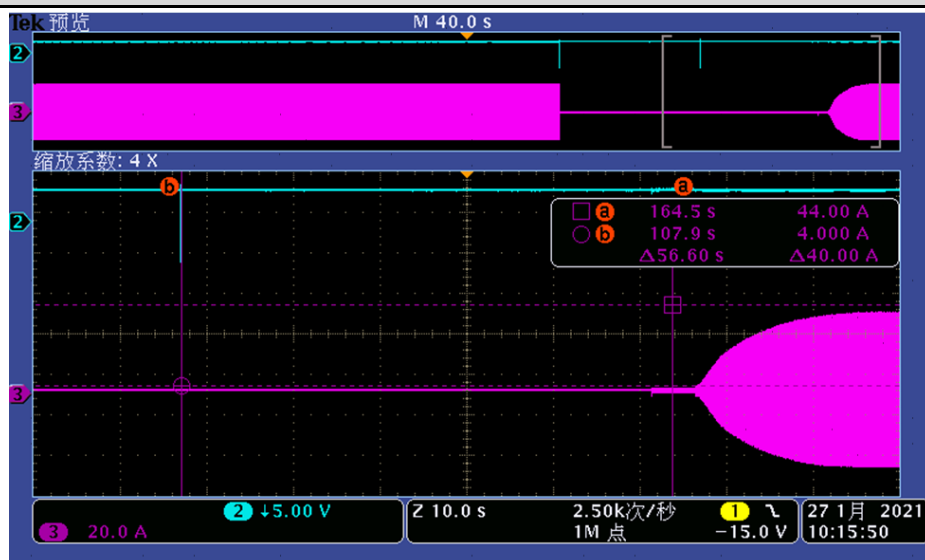 Tek 预览 M 40.0 s
2
3
缩放系数: 4 X
b a
2
a 164.5 s 44.00 A
b 107.9 s 4.000 A
△56.60 s △40.00 A
3
2 ↓5.00 V Z 10.0 s 2.50k次/秒 1 ∖ 27 1月 2021
3 20.0 A 1M 点 −15.0 V 10:15:50